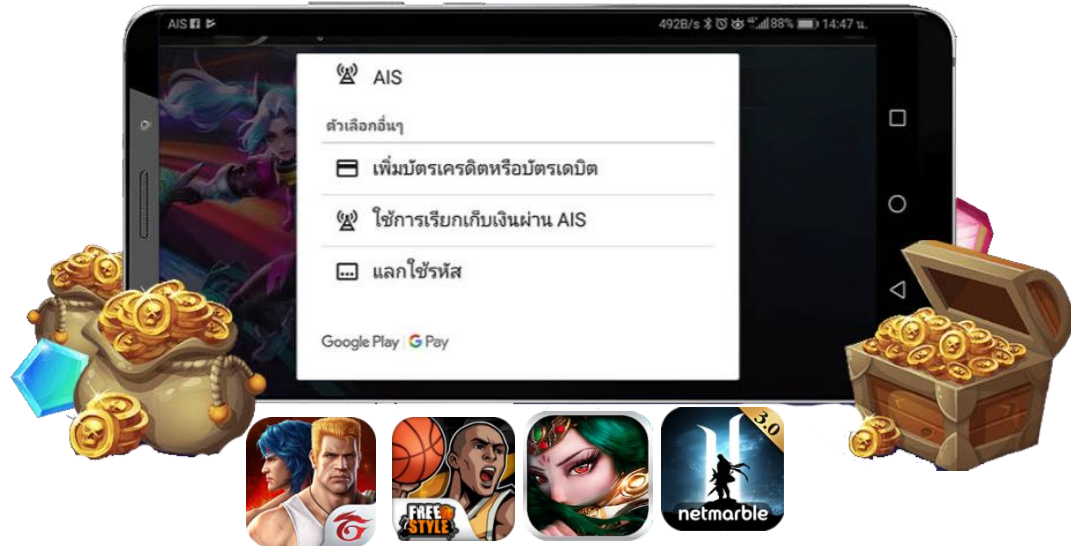 AIS
492B/s 88% 14:47 น.
AIS
ตัวเลือกอื่นๆ
เพิ่มบัตรเครดิตหรือบัตรเดบิต
ใช้การเรียกเก็บเงินผ่าน AIS
แลกใช้รหัส
Google Play G Pay
FREE
STYLE
3.0
netmarble